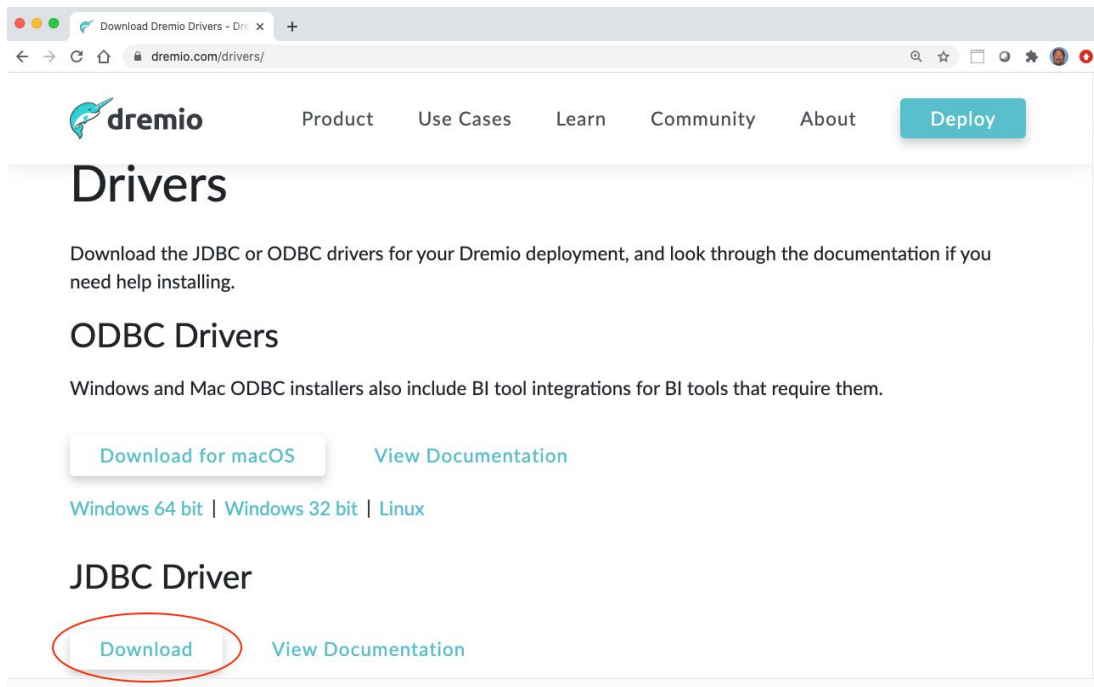 Download Dremio Drivers - Dre
dremio.com/drivers/
dremio Product Use Cases Learn Community About Deploy
Drivers
Download the JDBC or ODBC drivers for your Dremio deployment, and look through the documentation if you
need help installing.
ODBC Drivers
Windows and Mac ODBC installers also include BI tool integrations for BI tools that require them.
Download for macOS View Documentation
Windows 64 bit | Windows 32 bit | Linux
JDBC Driver
Download View Documentation